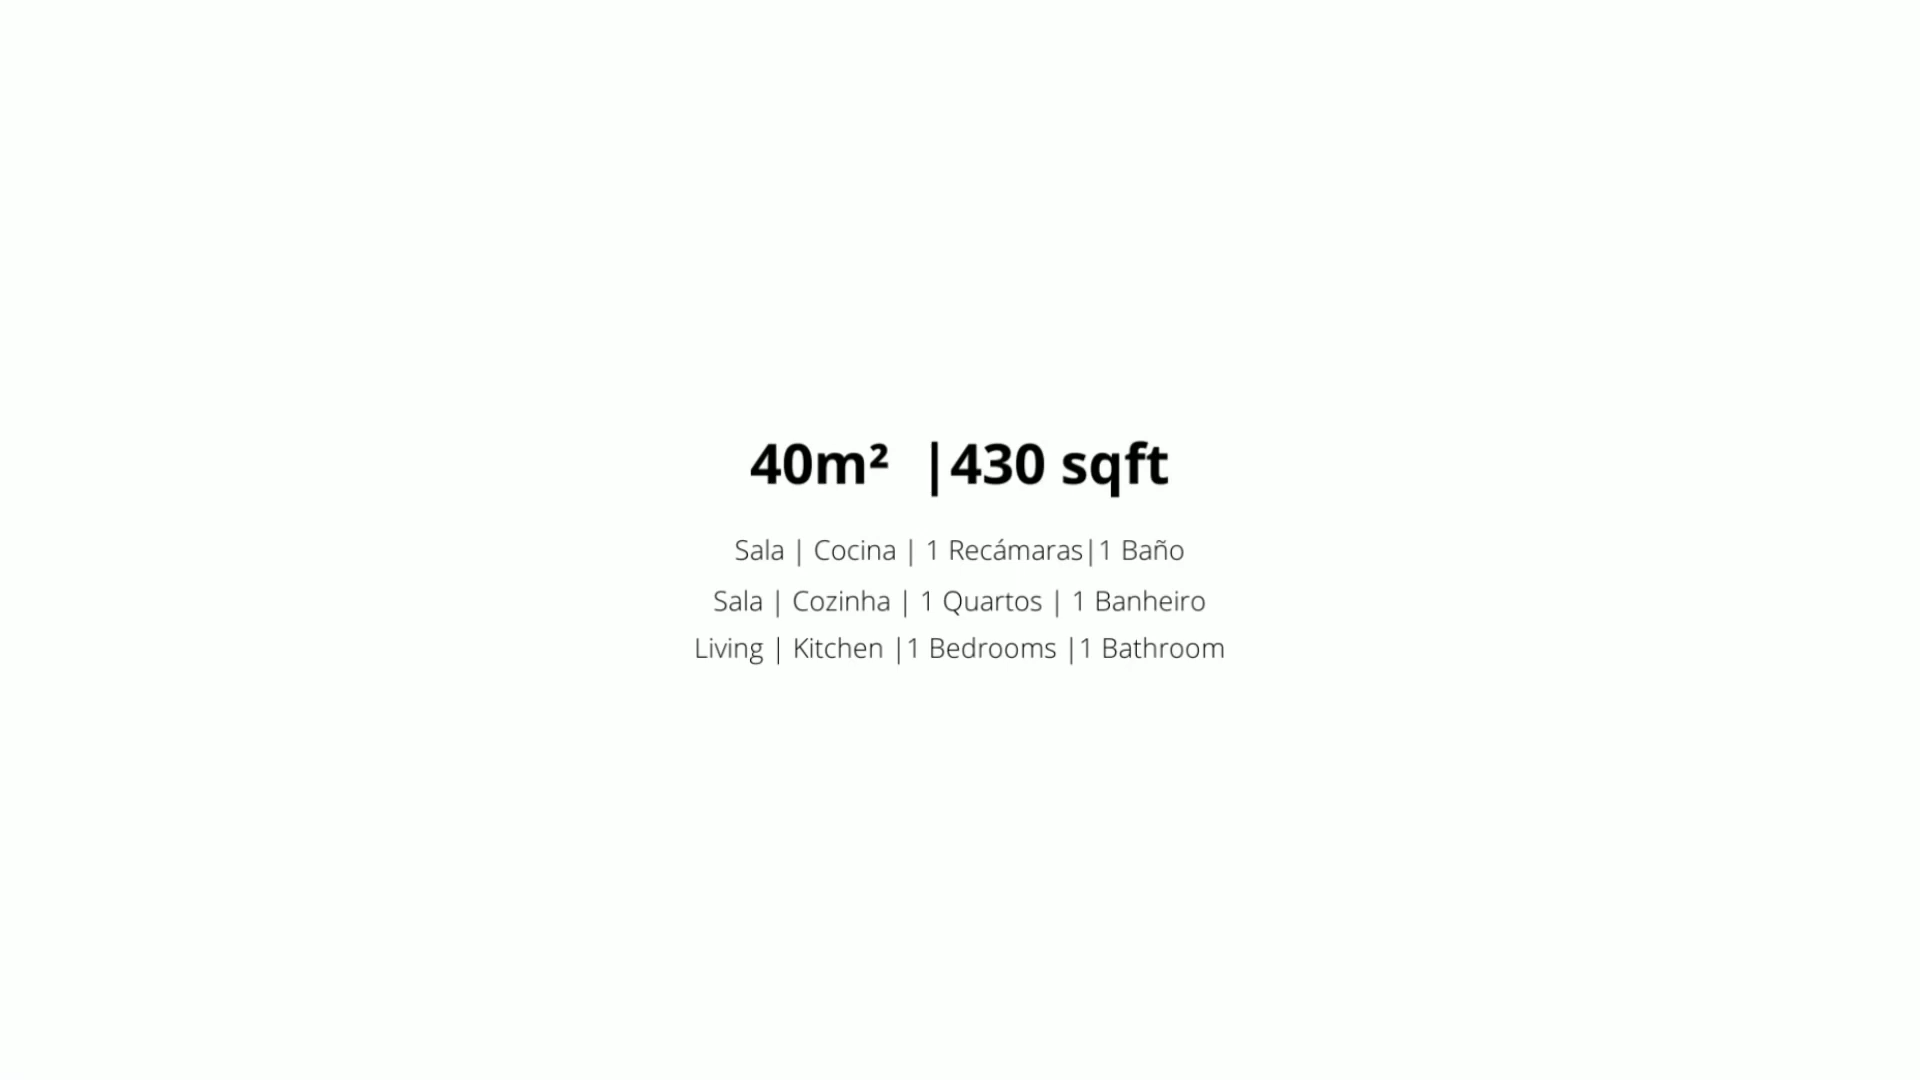 40m² |430 sqft
Sala | Cocina | 1 Recámaras|1 Baño
Sala | Cozinha | 1 Quartos | 1 Banheiro
Living | Kitchen |1 Bedrooms |1 Bathroom